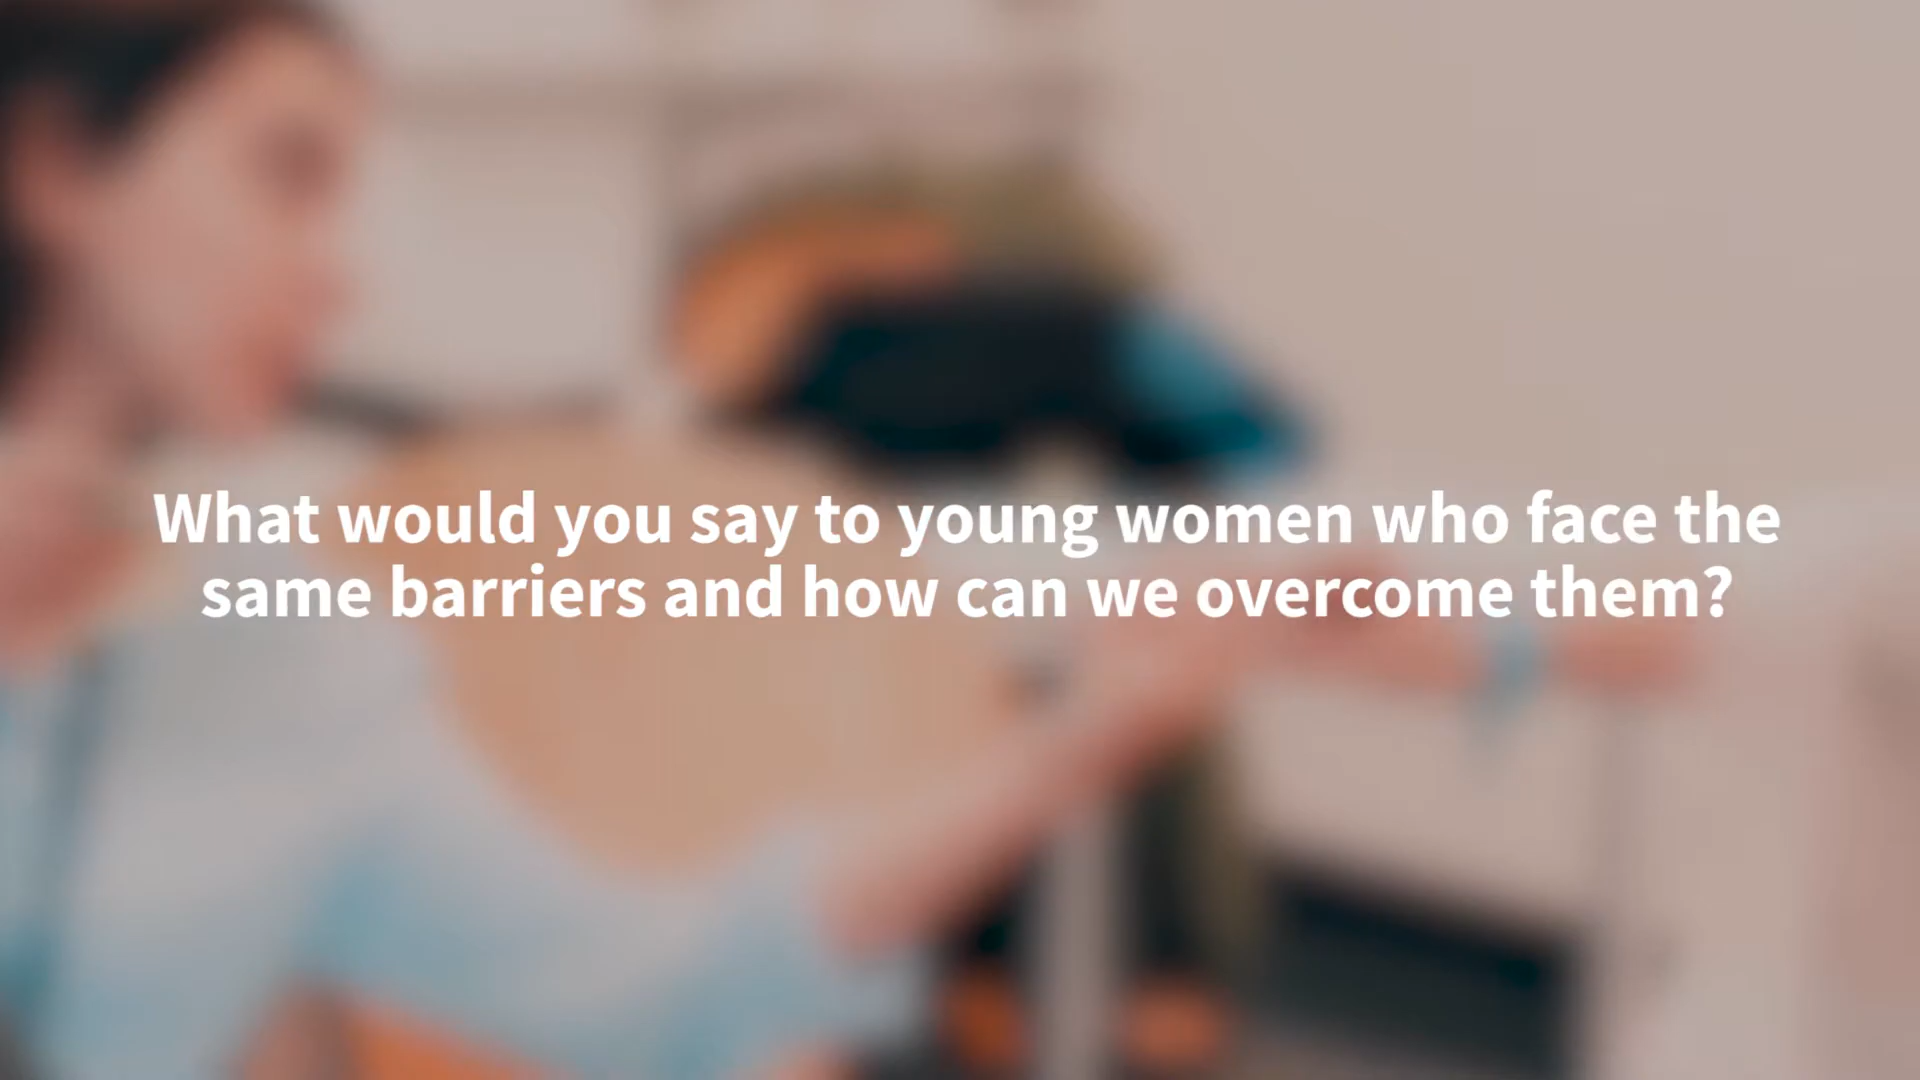 What would you say to young women who face the
same barriers and how can we overcome them?